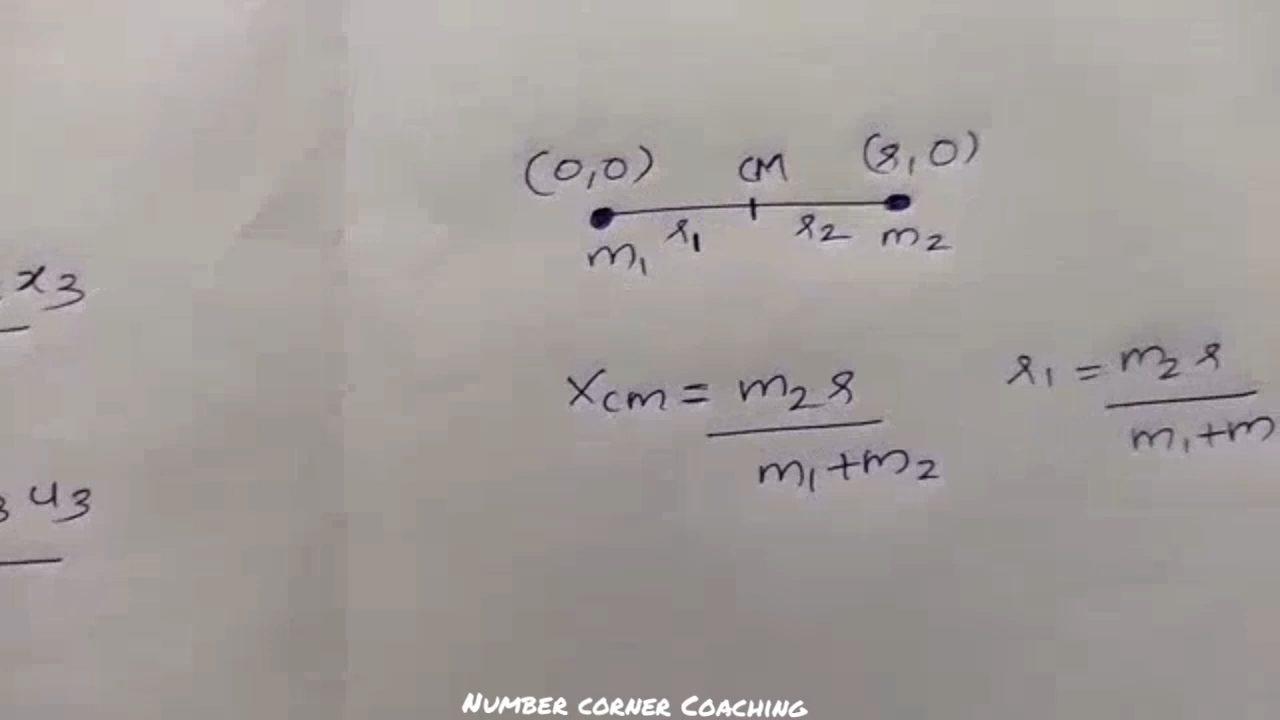 (0,0) CM (r,0)
r1 r2
m1 m2
x3
Xcm = m2 r / m1+m2
r1 = m2 r / m1+m
3 y3
Number corner Coaching